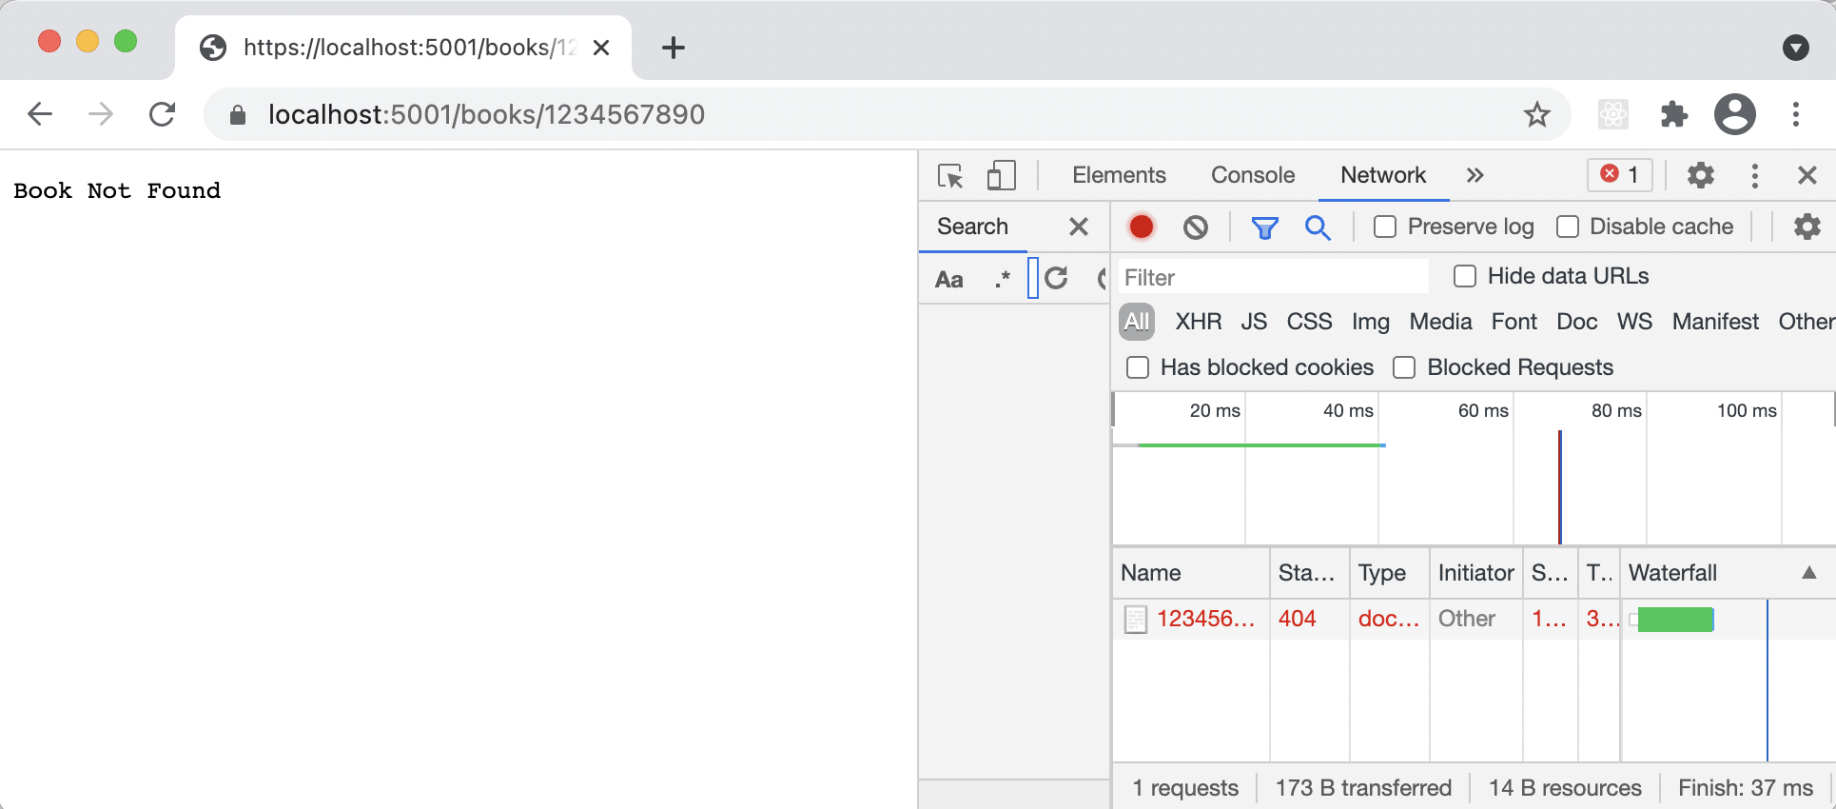 https://localhost:5001/books/12
localhost:5001/books/1234567890
Book Not Found
Elements Console Network » 1
Search
Preserve log Disable cache
Aa .*
Filter Hide data URLs
All XHR JS CSS Img Media Font Doc WS Manifest Other
Has blocked cookies Blocked Requests
20 ms 40 ms 60 ms 80 ms 100 ms
Name Sta... Type Initiator S... T.. Waterfall
123456... 404 doc... Other 1... 3...
1 requests 173 B transferred 14 B resources Finish: 37 ms